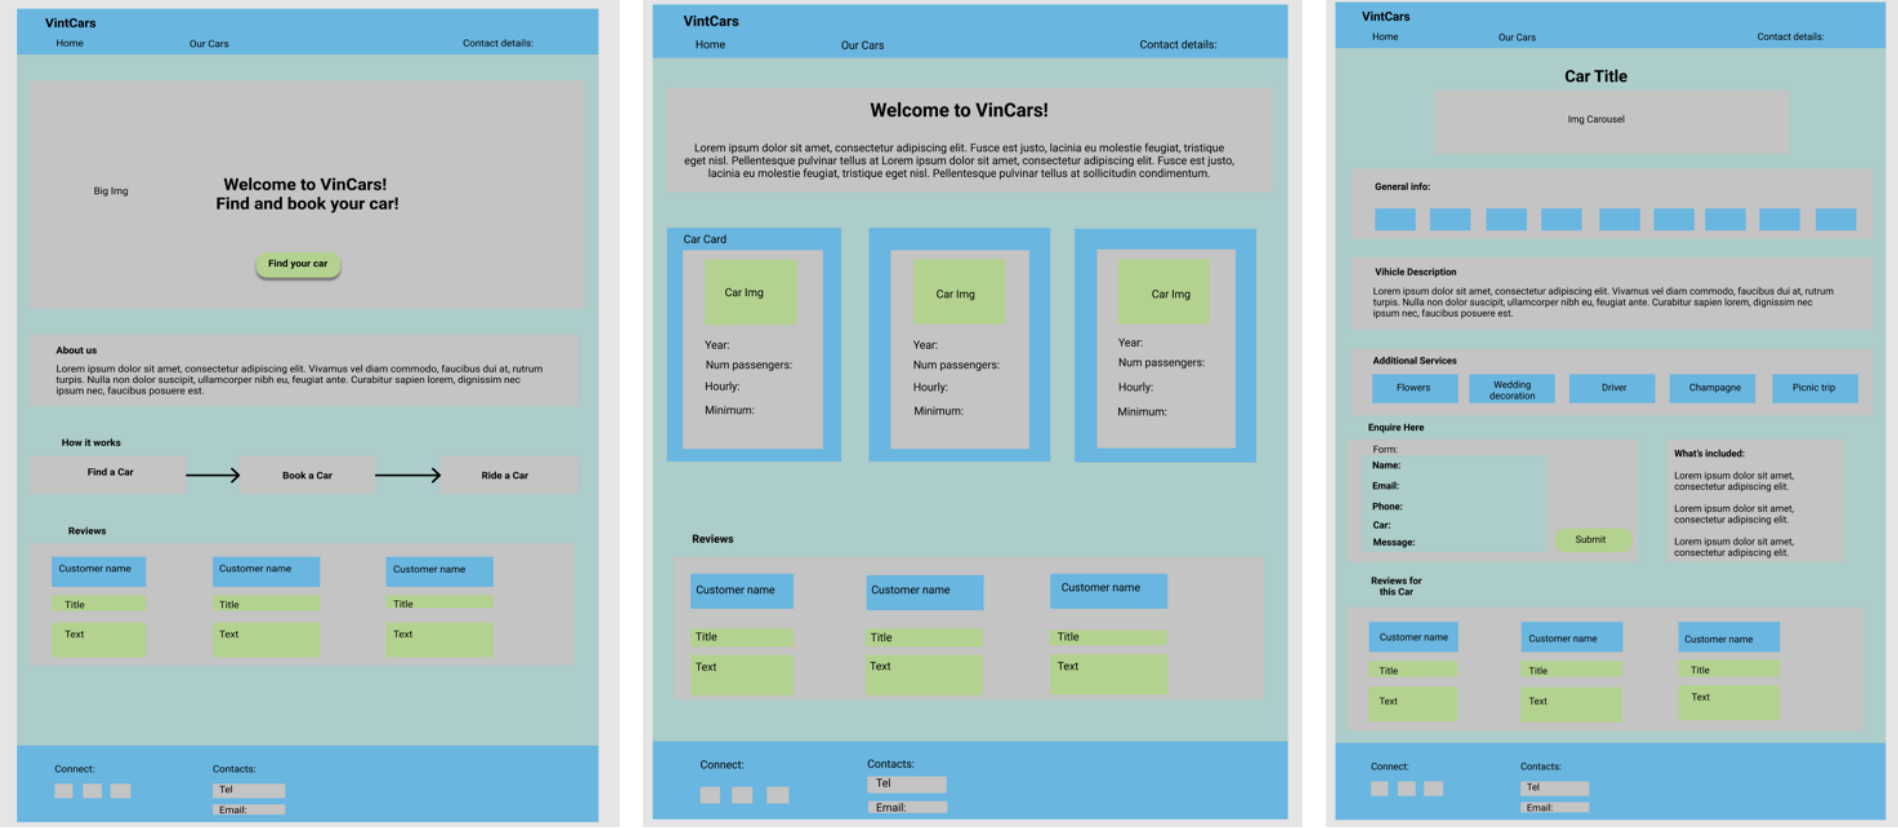 VintCars
Home
Our Cars
Contact details:
Big Img
Welcome to VinCars!
Find and book your car!
Find your car
About us
Lorem ipsum dolor sit amet, consectetur adipiscing elit. Vivamus vel diam commodo, faucibus dui at, rutrum
turpis. Nulla non dolor suscipit, ullamcorper nibh eu, feugiat ante. Curabitur sapien lorem, dignissim nec
ipsum nec, faucibus posuere est.
How it works
Find a Car
Book a Car
Ride a Car
Reviews
Customer name
Customer name
Customer name
Title
Title
Title
Text
Text
Text
Connect:
Contacts:
Tel
Email:
VintCars
Home
Our Cars
Contact details:
Welcome to VinCars!
Lorem ipsum dolor sit amet, consectetur adipiscing elit. Fusce est justo, lacinia eu molestie feugiat, tristique
eget nisl. Pellentesque pulvinar tellus at Lorem ipsum dolor sit amet, consectetur adipiscing elit. Fusce est justo,
lacinia eu molestie feugiat, tristique eget nisl. Pellentesque pulvinar tellus at sollicitudin condimentum.
Car Card
Car Img
Car Img
Car Img
Year:
Year:
Year:
Num passengers:
Num passengers:
Num passengers:
Hourly:
Hourly:
Hourly:
Minimum:
Minimum:
Minimum:
Reviews
Customer name
Customer name
Customer name
Title
Title
Title
Text
Text
Text
Connect:
Contacts:
Tel
Email:
VintCars
Home
Our Cars
Contact details:
Car Title
Img Carousel
General info:
Vihicle Description
Lorem ipsum dolor sit amet, consectetur adipiscing elit. Vivamus vel diam commodo, faucibus dui at, rutrum
turpis. Nulla non dolor suscipit, ullamcorper nibh eu, feugiat ante. Curabitur sapien lorem, dignissim nec
ipsum nec, faucibus posuere est.
Additional Services
Flowers
Wedding
decoration
Driver
Champagne
Picnic trip
Enquire Here
Form:
Name:
Email:
Phone:
Car:
Message:
Submit
What's included:
Lorem ipsum dolor sit amet,
consectetur adipiscing elit.
Lorem ipsum dolor sit amet,
consectetur adipiscing elit.
Lorem ipsum dolor sit amet,
consectetur adipiscing elit.
Reviews for
this Car
Customer name
Customer name
Customer name
Title
Title
Title
Text
Text
Text
Connect:
Contacts:
Tel
Email: